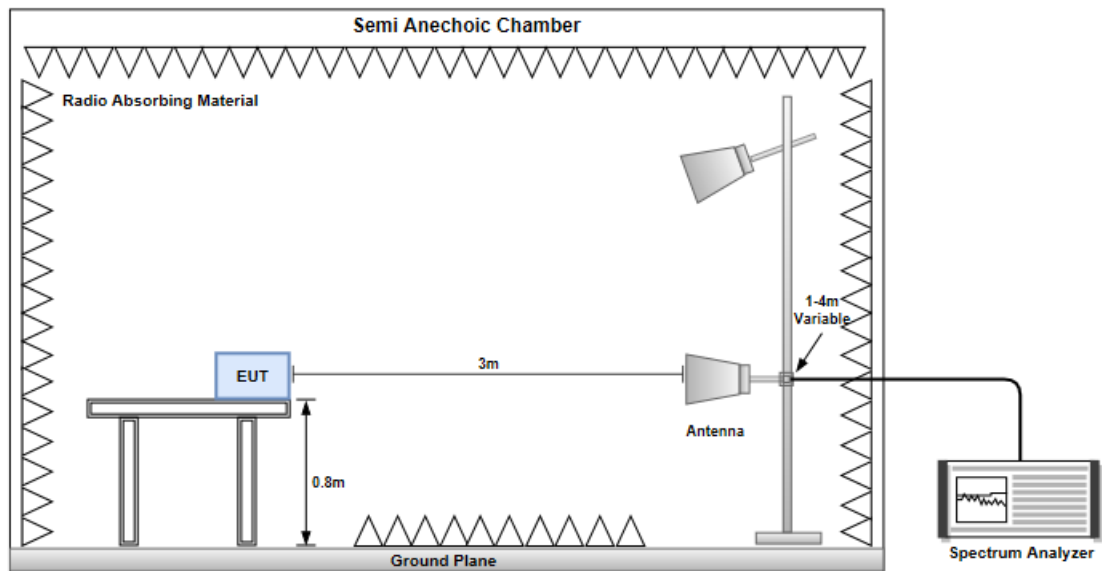 Semi Anechoic Chamber
Radio Absorbing Material
1-4m
Variable
3m
EUT
Antenna
0.8m
Ground Plane
Spectrum Analyzer